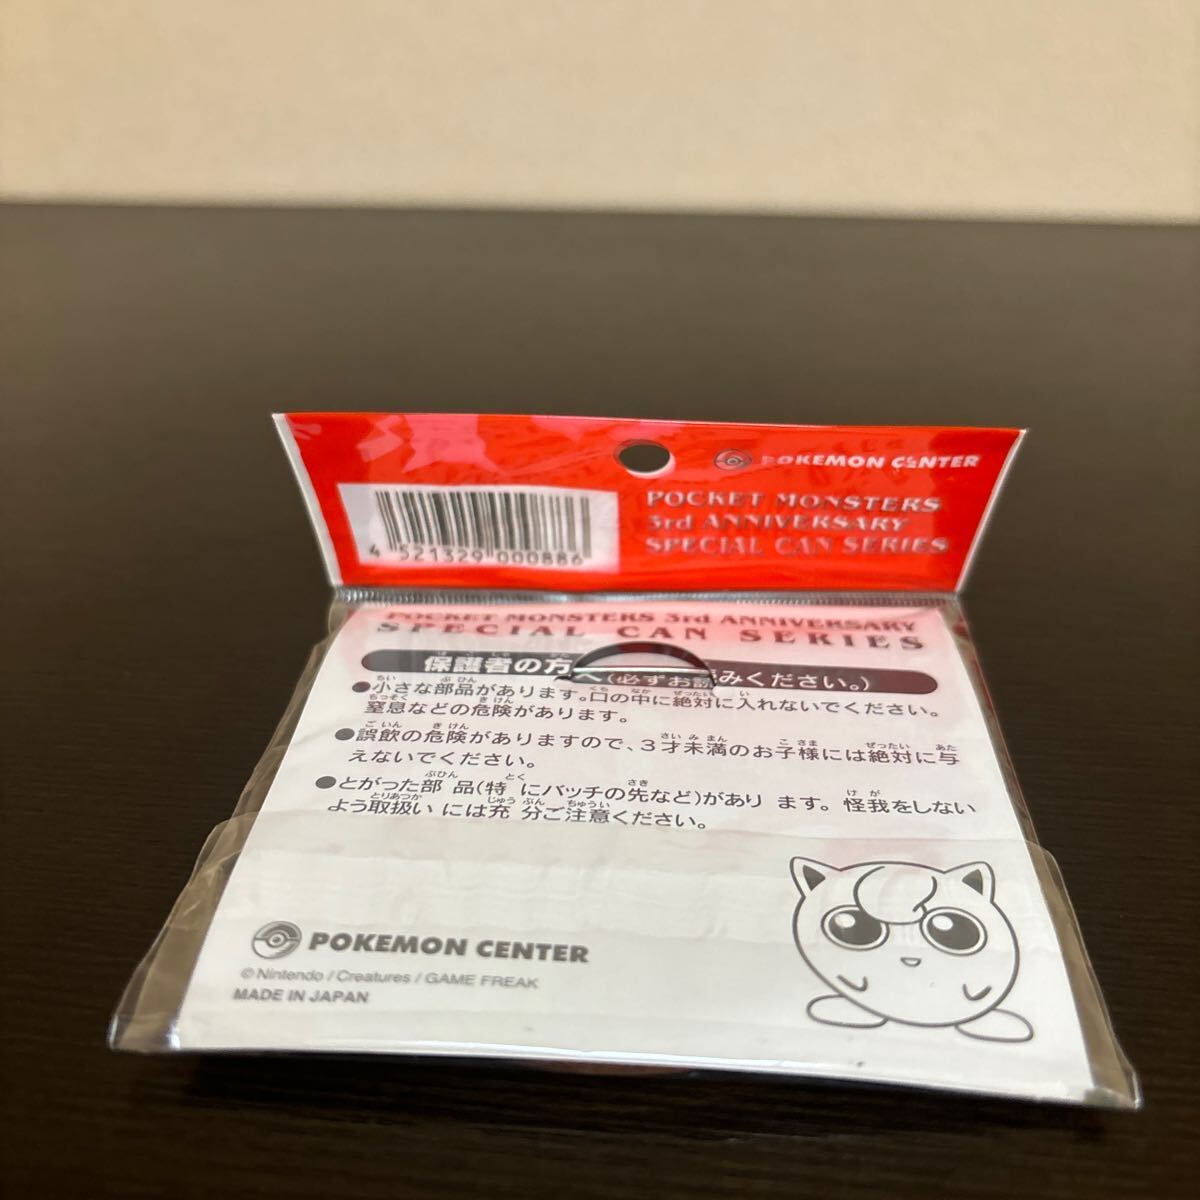 POKEMON CENTER
POCKET MONSTERS
3rd ANNIVERSARY
SPECIAL CAN SERIES
4 521329 000886
POCKET MONSTERS 3rd ANNIVERSARY
SPECIAL CAN SERIES
保護者の方へ(必ずお読みください。)
●小さな部品があります。口の中に絶対に入れないでください。
窒息などの危険があります。
●誤飲の危険がありますので、3才未満のお子様には絶対に与
えないでください。
●とがった部品(特にバッチの先など)があります。怪我をしない
よう取扱いには充分ご注意ください。
POKEMON CENTER
©Nintendo / Creatures / GAME FREAK
MADE IN JAPAN